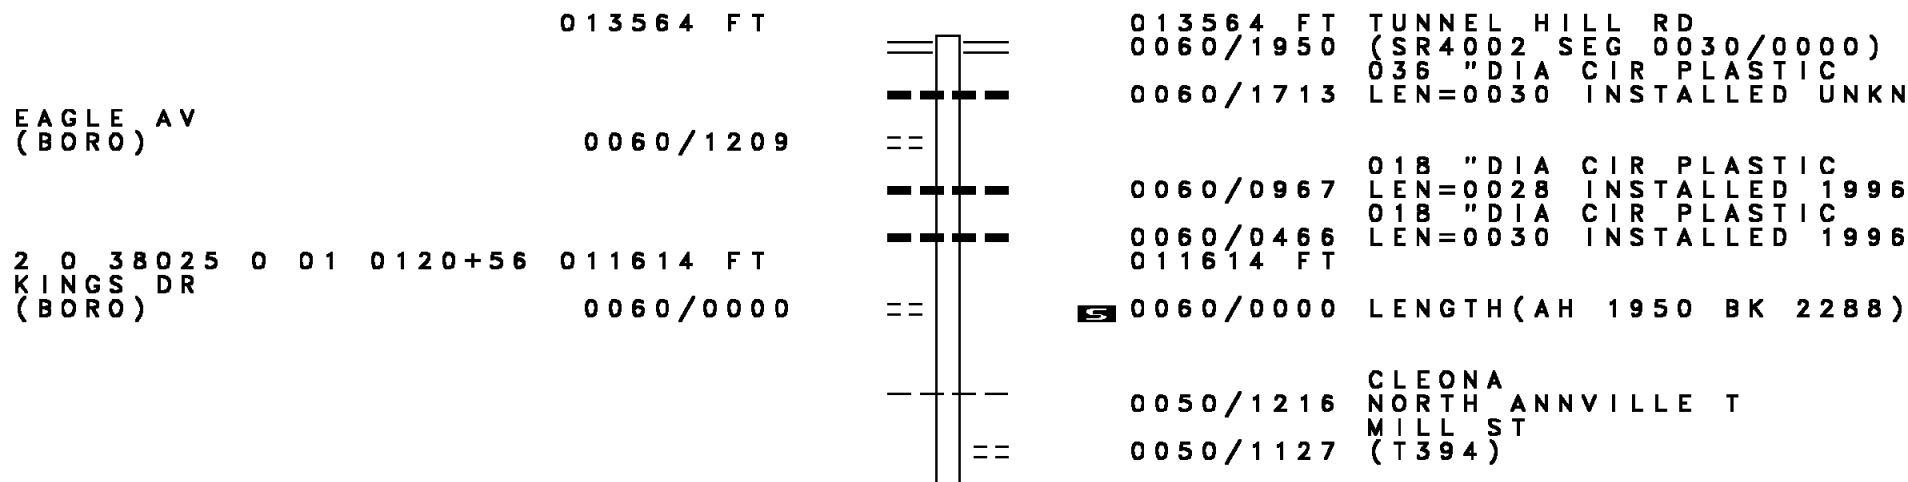 013564 FT 013564 FT TUNNEL HILL RD
0060/1950 (SR4002 SEG 0030/0000)
036 "DIA CIR PLASTIC
0060/1713 LEN=0030 INSTALLED UNKN
EAGLE AV
(BORO) 0060/1209
018 "DIA CIR PLASTIC
0060/0967 LEN=0028 INSTALLED 1996
018 "DIA CIR PLASTIC
0060/0466 LEN=0030 INSTALLED 1996
2 0 38025 0 01 0120+56 011614 FT 011614 FT
KINGS DR
(BORO) 0060/0000 S 0060/0000 LENGTH(AH 1950 BK 2288)
CLEONA
0050/1216 NORTH ANNVILLE T
MILL ST
0050/1127 (T394)